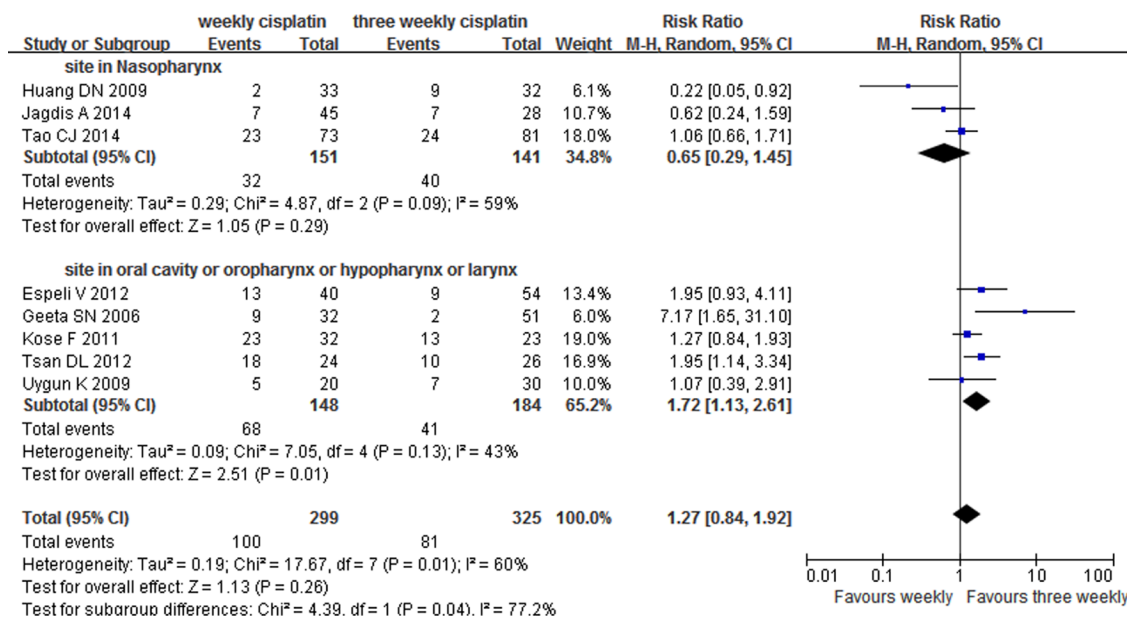 weekly cisplatin three weekly cisplatin Risk Ratio Risk Ratio
Study or Subgroup Events Total Events Total Weight M-H, Random, 95% CI M-H, Random, 95% CI
site in Nasopharynx
Huang DN 2009 2 33 9 32 6.1% 0.22 [0.05, 0.92]
Jagdis A 2014 7 45 7 28 10.7% 0.62 [0.24, 1.59]
Tao CJ 2014 23 73 24 81 18.0% 1.06 [0.66, 1.71]
Subtotal (95% CI) 151 141 34.8% 0.65 [0.29, 1.45]
Total events 32 40
Heterogeneity: Tau² = 0.29; Chi² = 4.87, df = 2 (P = 0.09); I² = 59%
Test for overall effect: Z = 1.05 (P = 0.29)
site in oral cavity or oropharynx or hypopharynx or larynx
Espeli V 2012 13 40 9 54 13.4% 1.95 [0.93, 4.11]
Geeta SN 2006 9 32 2 51 6.0% 7.17 [1.65, 31.10]
Kose F 2011 23 32 13 23 19.0% 1.27 [0.84, 1.93]
Tsan DL 2012 18 24 10 26 16.9% 1.95 [1.14, 3.34]
Uygun K 2009 5 20 7 30 10.0% 1.07 [0.39, 2.91]
Subtotal (95% CI) 148 184 65.2% 1.72 [1.13, 2.61]
Total events 68 41
Heterogeneity: Tau² = 0.09; Chi² = 7.05, df = 4 (P = 0.13); I² = 43%
Test for overall effect: Z = 2.51 (P = 0.01)
Total (95% CI) 299 325 100.0% 1.27 [0.84, 1.92]
Total events 100 81
Heterogeneity: Tau² = 0.19; Chi² = 17.67, df = 7 (P = 0.01); I² = 60%
Test for overall effect: Z = 1.13 (P = 0.26)
Test for subgroup differences: Chi² = 4.39, df = 1 (P = 0.04), I² = 77.2%
0.01 0.1 1 10 100
Favours weekly Favours three weekly